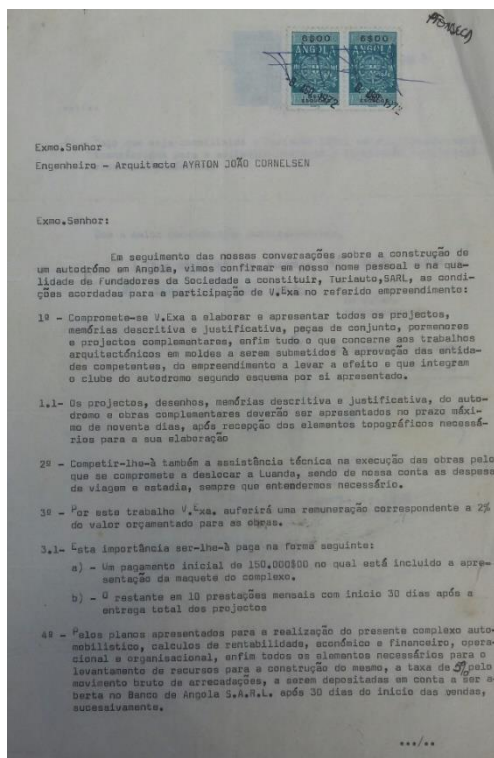 6$00 6$00
ANGOLA ANGOLA
1972 1972
Exmo.Senhor
Engenheiro - Arquitecto AYRTON JOÃO CORNELSEN
Exmo.Senhor:
Em seguimento das nossas conversações sobre a construção de
um autodrómo em Angola, vimos confirmar em nosso nome pessoal e na qua-
lidade de Fundadores da Sociedade a constituir, Turiauto,SARL, as condi-
ções acordadas para a participação de V.Exa no referido empreendimento:
1º - Compromete-se V.Exa a elaborar e apresentar todos os projectos,
memórias descritiva e justificativa, peças de conjunto, pormenores
e projectos complementares, enfim tudo o que concerne aos trabalhos
arquitectónicos em moldes a serem submetidos à aprovação das entida-
des competentes, do empreendimento a levar a efeito e que integram
o clube do autodromo segundo esquema por si apresentado.
1.1- Os projectos, desenhos, memórias descritiva e justificativa, do auto-
dromo e obras complementares deverão ser apresentados no prazo máxi-
mo de noventa dias, após recepção dos elementos topográficos necessá-
rios para a sua elaboração
2º - Competir-lhe-à também a assistência técnica na execução das obras pelo
que se compromete a deslocar a Luanda, sendo de nossa conta as despesa
de viagem e estadia, sempre que entendermos necessário.
3º - Por este trabalho V.Exa. auferirá uma remuneração correspondente a 2%
do valor orçamentado para as obras.
3.1- Esta importância ser-lhe-à paga na forma seguinte:
a) - Um pagamento inicial de 150.000$00 no qual está incluido a apre-
sentação da maquete do complexo.
b) - O restante em 10 prestações mensais com inicio 30 dias após a
entrega total dos projectos
4º - Pelos planos apresentados para a realização do presente complexo auto-
mobilistico, calculos de rentabilidade, económico e financeiro, opera-
cional e organisacional, enfim todos os elementos necessários para o
levantamento de recursos para a construção do mesmo, a taxa de pelo
movimento bruto de arrecadações, a serem depositadas em conta a ser a-
berta no Banco de Angola S.A.R.L. após 30 dias do inicio das vendas,
sucessivamente.
.../..